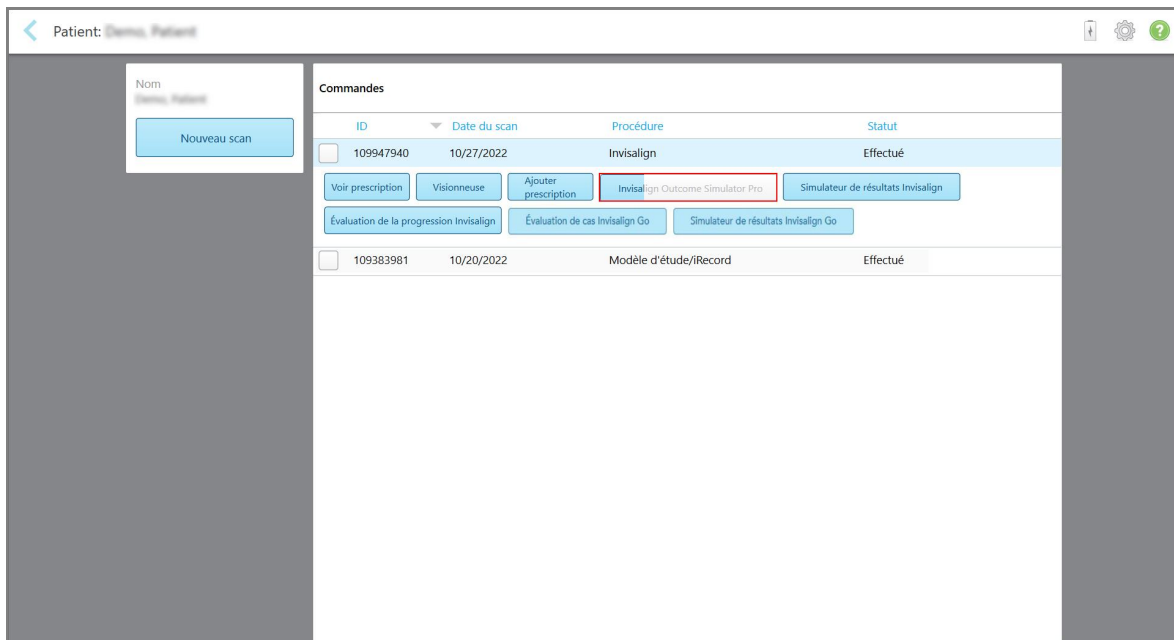 Patient:
Nom
Nouveau scan
Commandes
ID Date du scan Procédure Statut
109947940 10/27/2022 Invisalign Effectué
Voir prescription Visionneuse Ajouter prescription Invisalign Outcome Simulator Pro Simulateur de résultats Invisalign
Évaluation de la progression Invisalign Évaluation de cas Invisalign Go Simulateur de résultats Invisalign Go
109383981 10/20/2022 Modèle d'étude/iRecord Effectué